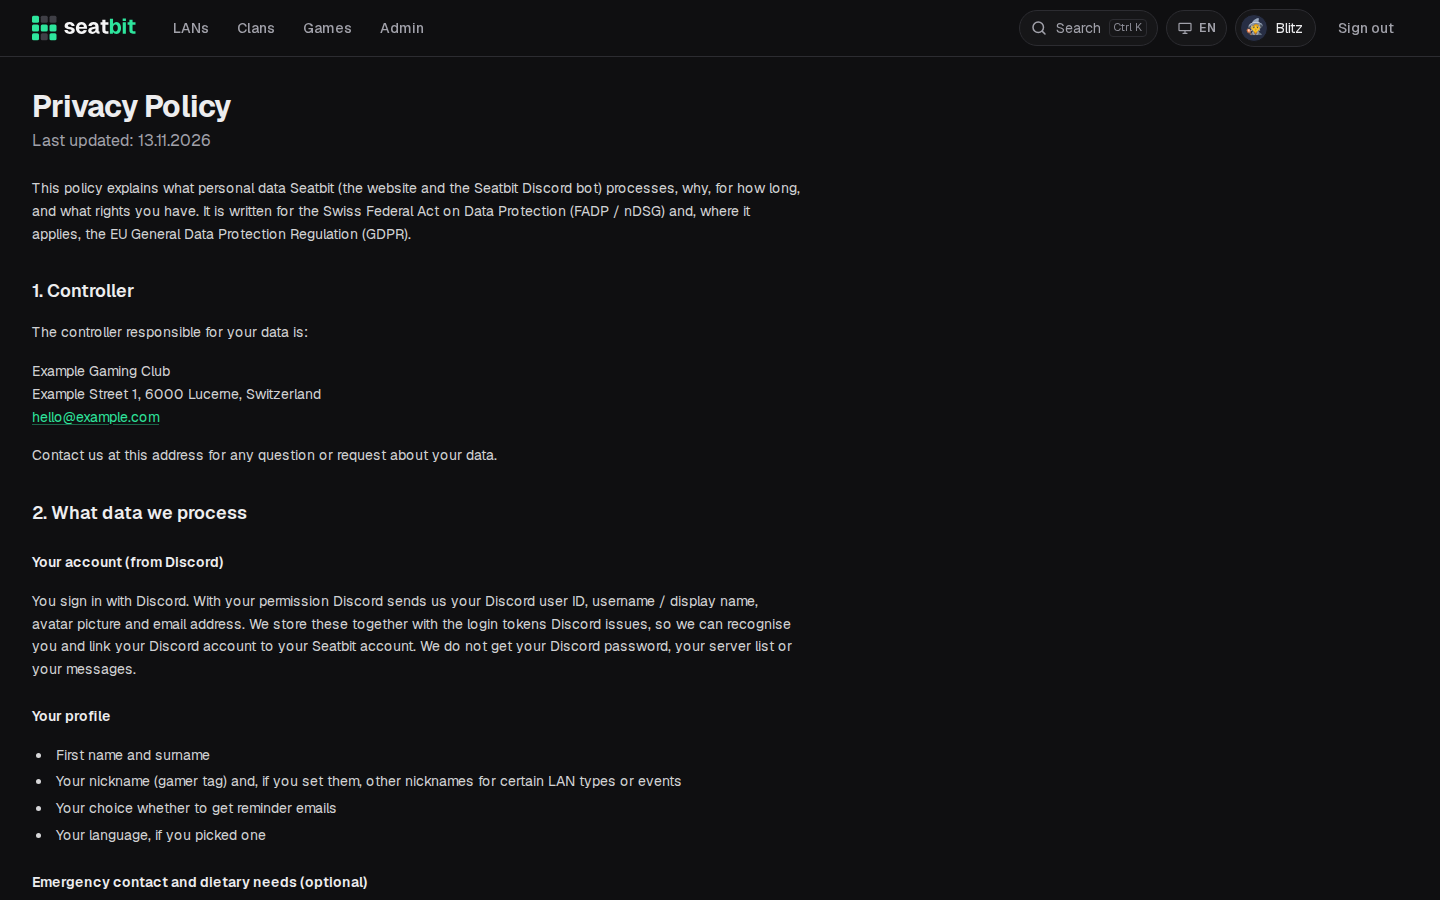 seatbit
LANs
Clans
Games
Admin
Search
Ctrl K
EN
Blitz
Sign out
Privacy Policy
Last updated: 13.11.2026
This policy explains what personal data Seatbit (the website and the Seatbit Discord bot) processes, why, for how long,
and what rights you have. It is written for the Swiss Federal Act on Data Protection (FADP / nDSG) and, where it
applies, the EU General Data Protection Regulation (GDPR).
1. Controller
The controller responsible for your data is:
Example Gaming Club
Example Street 1, 6000 Lucerne, Switzerland
hello@example.com
Contact us at this address for any question or request about your data.
2. What data we process
Your account (from Discord)
You sign in with Discord. With your permission Discord sends us your Discord user ID, username / display name,
avatar picture and email address. We store these together with the login tokens Discord issues, so we can recognise
you and link your Discord account to your Seatbit account. We do not get your Discord password, your server list or
your messages.
Your profile
• First name and surname
• Your nickname (gamer tag) and, if you set them, other nicknames for certain LAN types or events
• Your choice whether to get reminder emails
• Your language, if you picked one
Emergency contact and dietary needs (optional)